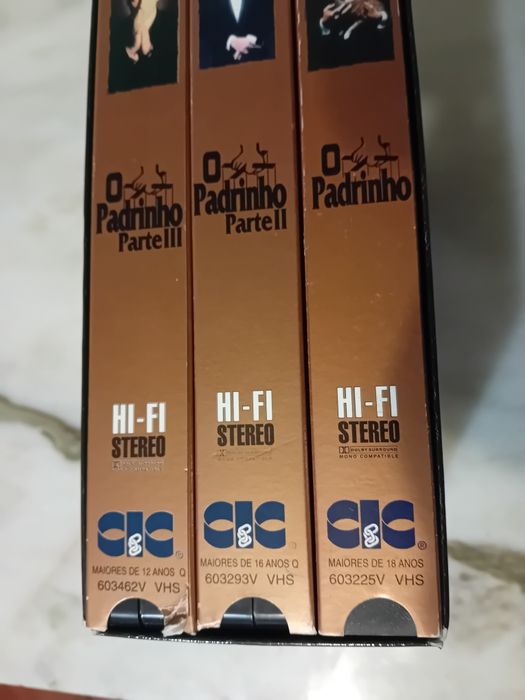 O
Padrinho
Parte III
HI-FI
STEREO
CIC
®
MAIORES DE 12 ANOS Q
603462V VHS
O
Padrinho
Parte II
HI-FI
STEREO
CIC
®
MAIORES DE 16 ANOS Q
603293V VHS
O
Padrinho
HI-FI
STEREO
DOLBY SURROUND
MONO COMPATIBLE
CIC
®
MAIORES DE 18 ANOS
603225V VHS